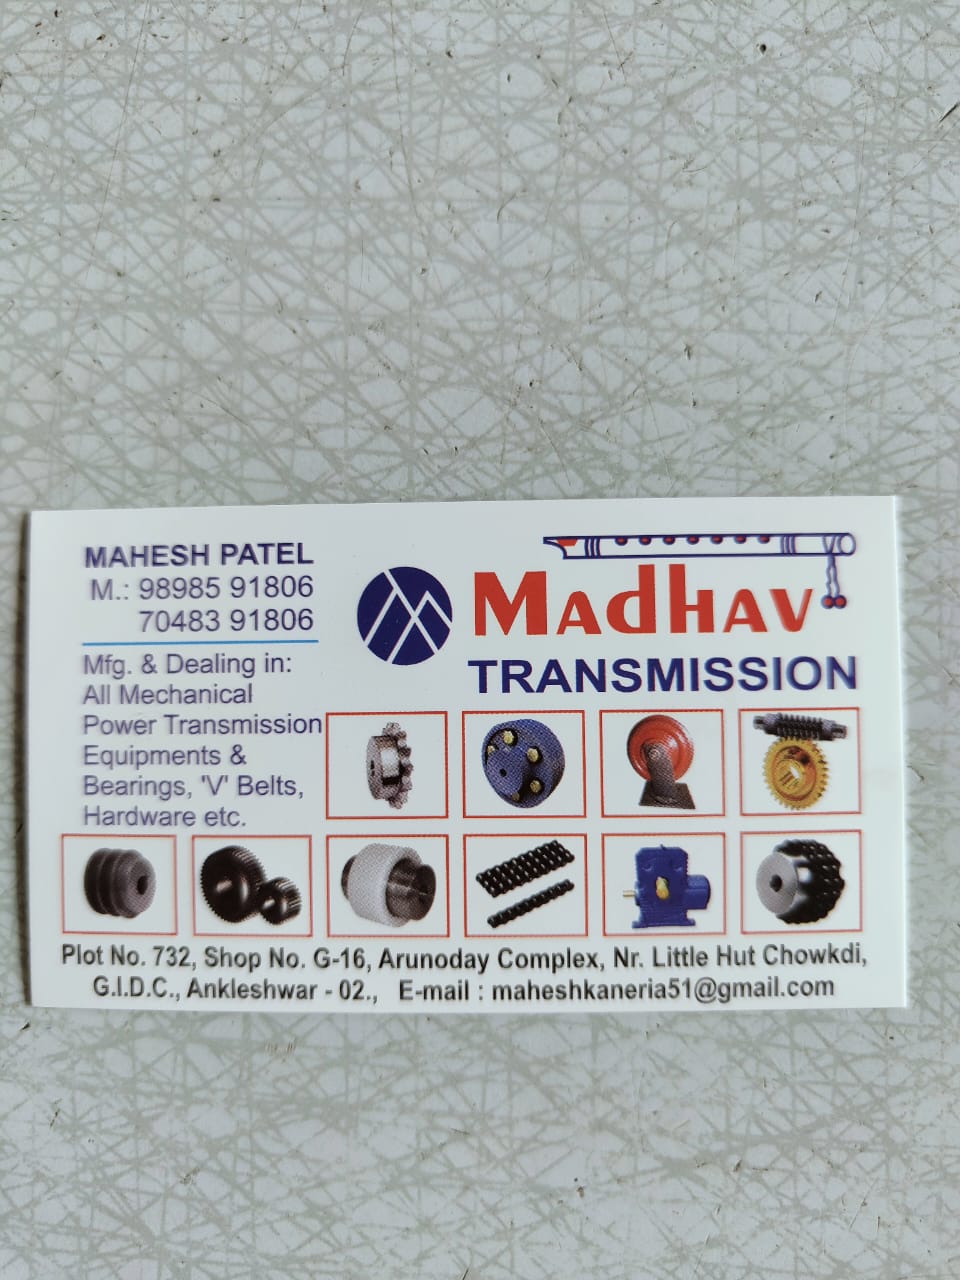 MAHESH PATEL
M.: 98985 91806
70483 91806
Mfg. & Dealing in:
All Mechanical
Power Transmission
Equipments &
Bearings, 'V' Belts,
Hardware etc.
MADHAV
TRANSMISSION
Plot No. 732, Shop No. G-16, Arunoday Complex, Nr. Little Hut Chowkdi,
G.I.D.C., Ankleshwar - 02., E-mail : maheshkaneria51@gmail.com